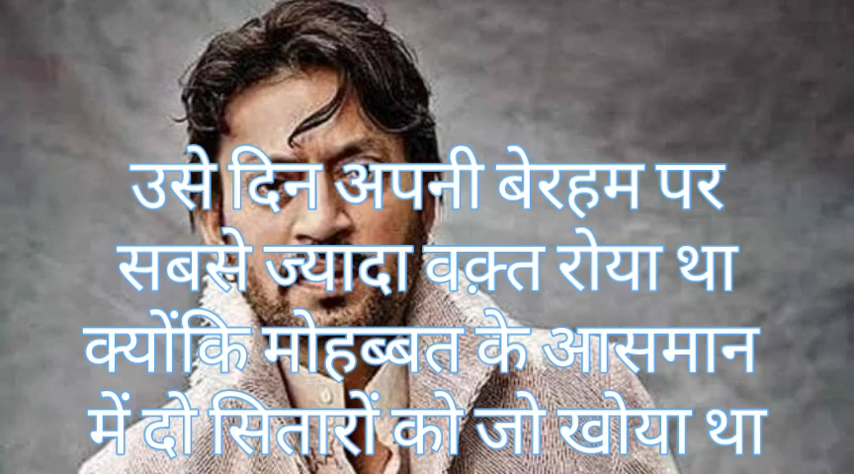 उसे दिन अपनी बेरहम पर
सबसे ज्यादा वक़्त रोया था
क्योंकि मोहब्बत के आसमान
में दो सितारों को जो खोया था